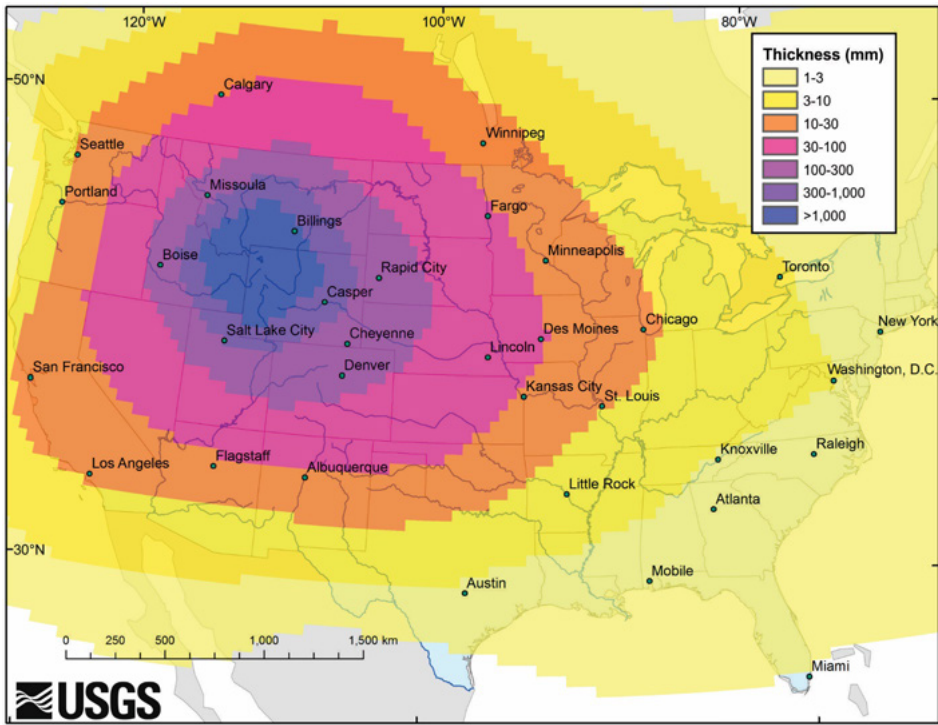 120°W
100°W
80°W
50°N
30°N
Thickness (mm)
1-3
3-10
10-30
30-100
100-300
300-1,000
>1,000
Calgary
Seattle
Winnipeg
Portland
Missoula
Fargo
Billings
Minneapolis
Boise
Rapid City
Toronto
Casper
Salt Lake City
Cheyenne
Des Moines
Chicago
New York
Lincoln
Denver
San Francisco
Kansas City
Washington, D.C.
St. Louis
Los Angeles
Flagstaff
Albuquerque
Knoxville
Raleigh
Little Rock
Atlanta
Austin
Mobile
Miami
0 250 500 1,000 1,500 km
USGS